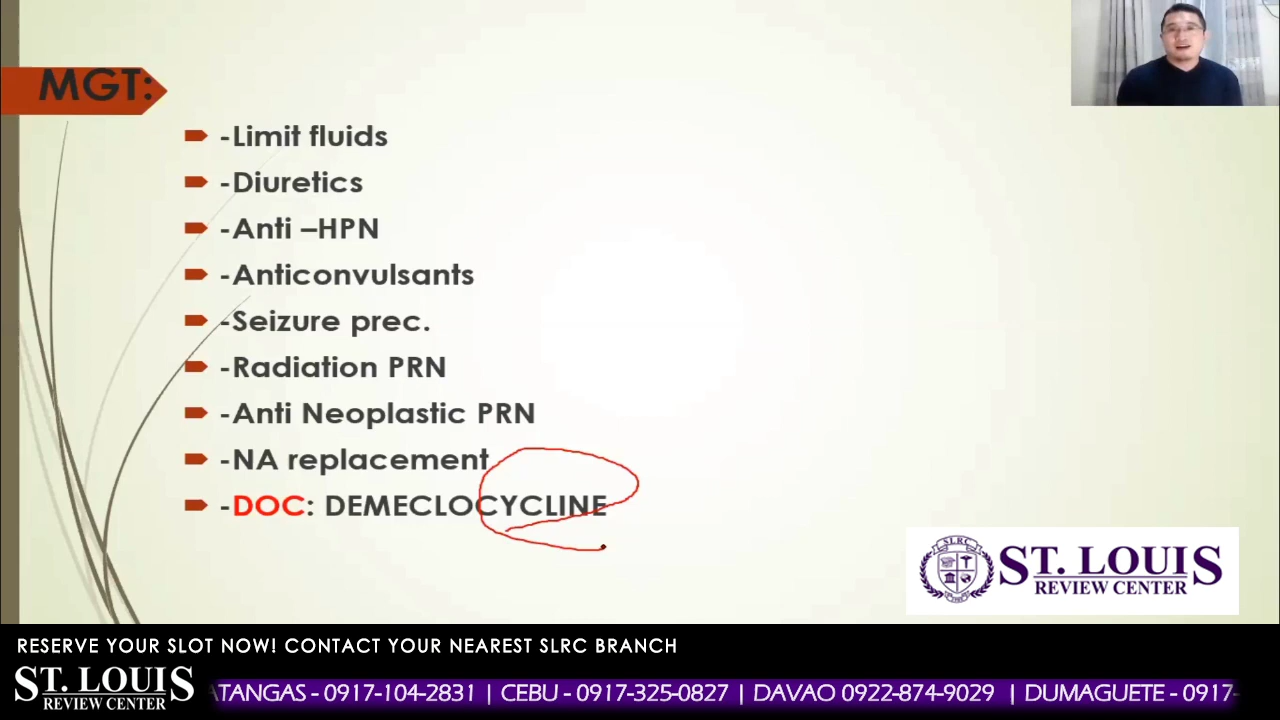 MGT:
-Limit fluids
-Diuretics
-Anti –HPN
-Anticonvulsants
-Seizure prec.
-Radiation PRN
-Anti Neoplastic PRN
-NA replacement
-DOC: DEMECLOCYCLINE
SLRC
ST. LOUIS
REVIEW CENTER
RESERVE YOUR SLOT NOW! CONTACT YOUR NEAREST SLRC BRANCH
ST. LOUIS
REVIEW CENTER
ATANGAS - 0917-104-2831 | CEBU - 0917-325-0827 | DAVAO 0922-874-9029 | DUMAGUETE - 0917-